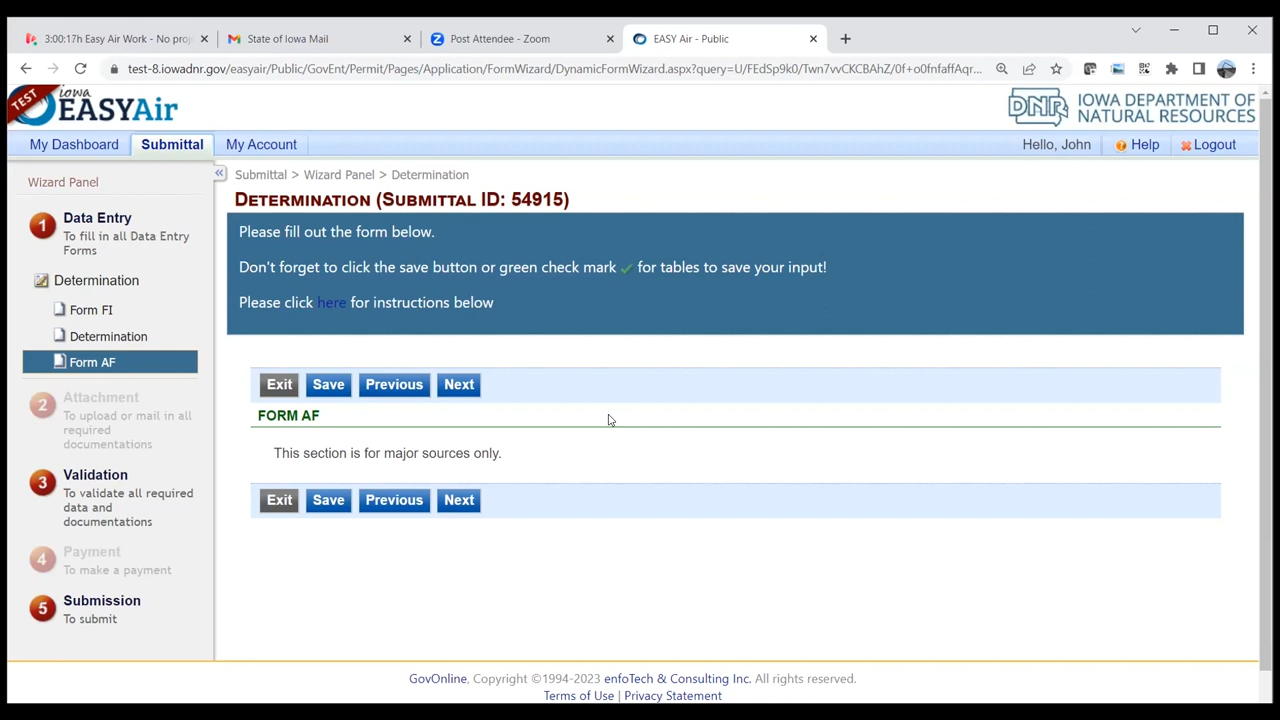 3:00:17h Easy Air Work - No proj
State of Iowa Mail
Post Attendee - Zoom
EASY Air - Public
test-8.iowadnr.gov/easyair/Public/GovEnt/Permit/Pages/Application/FormWizard/DynamicFormWizard.aspx?query=U/FEdSp9k0/Twn7vvCKCBAhZ/0f+o0fnfaffAqr...
TEST
Iowa
EASYAir
DNR
IOWA DEPARTMENT OF
NATURAL RESOURCES
My Dashboard
Submittal
My Account
Hello, John
Help
Logout
Wizard Panel
1
Data Entry
To fill in all Data Entry
Forms
Determination
Form FI
Determination
Form AF
2
Attachment
To upload or mail in all
required
documentations
3
Validation
To validate all required
data and
documentations
4
Payment
To make a payment
5
Submission
To submit
Submittal > Wizard Panel > Determination
DETERMINATION (SUBMITTAL ID: 54915)
Please fill out the form below.
Don't forget to click the save button or green check mark ✓ for tables to save your input!
Please click here for instructions below
Exit Save Previous Next
FORM AF
This section is for major sources only.
Exit Save Previous Next
GovOnline, Copyright ©1994-2023 enfoTech & Consulting Inc. All rights reserved.
Terms of Use | Privacy Statement